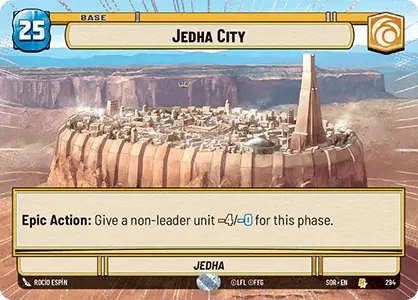 BASE
25
JEDHA CITY
Epic Action: Give a non-leader unit -4/-0 for this phase.
JEDHA
ROCÍO ESPÍN ©LFL ©FFG SOR • EN 294